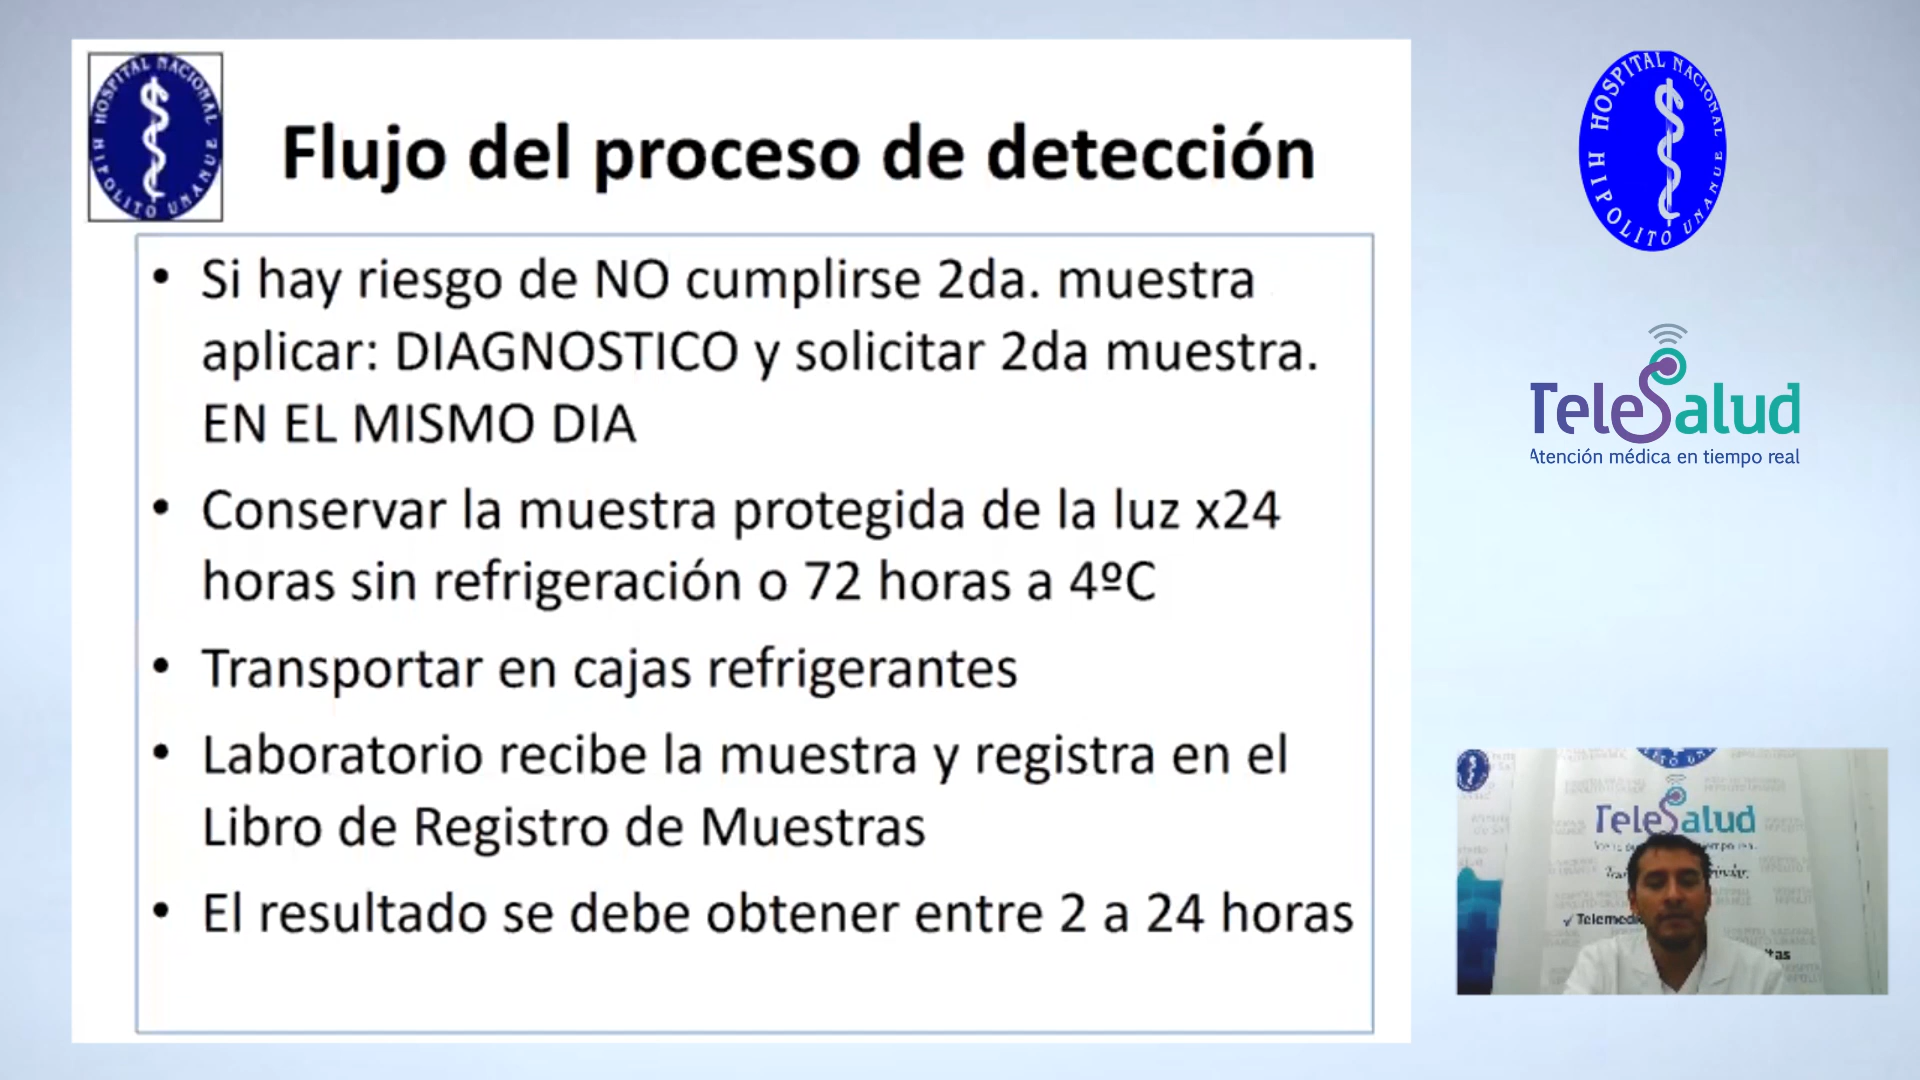 HOSPITAL NACIONAL
HIPOLITO UNANUE
Flujo del proceso de detección
• Si hay riesgo de NO cumplirse 2da. muestra
aplicar: DIAGNOSTICO y solicitar 2da muestra.
EN EL MISMO DIA
• Conservar la muestra protegida de la luz x24
horas sin refrigeración o 72 horas a 4ºC
• Transportar en cajas refrigerantes
• Laboratorio recibe la muestra y registra en el
Libro de Registro de Muestras
• El resultado se debe obtener entre 2 a 24 horas
HOSPITAL NACIONAL
HIPOLITO UNANUE
TeleSalud
Atención médica en tiempo real
TeleSalud